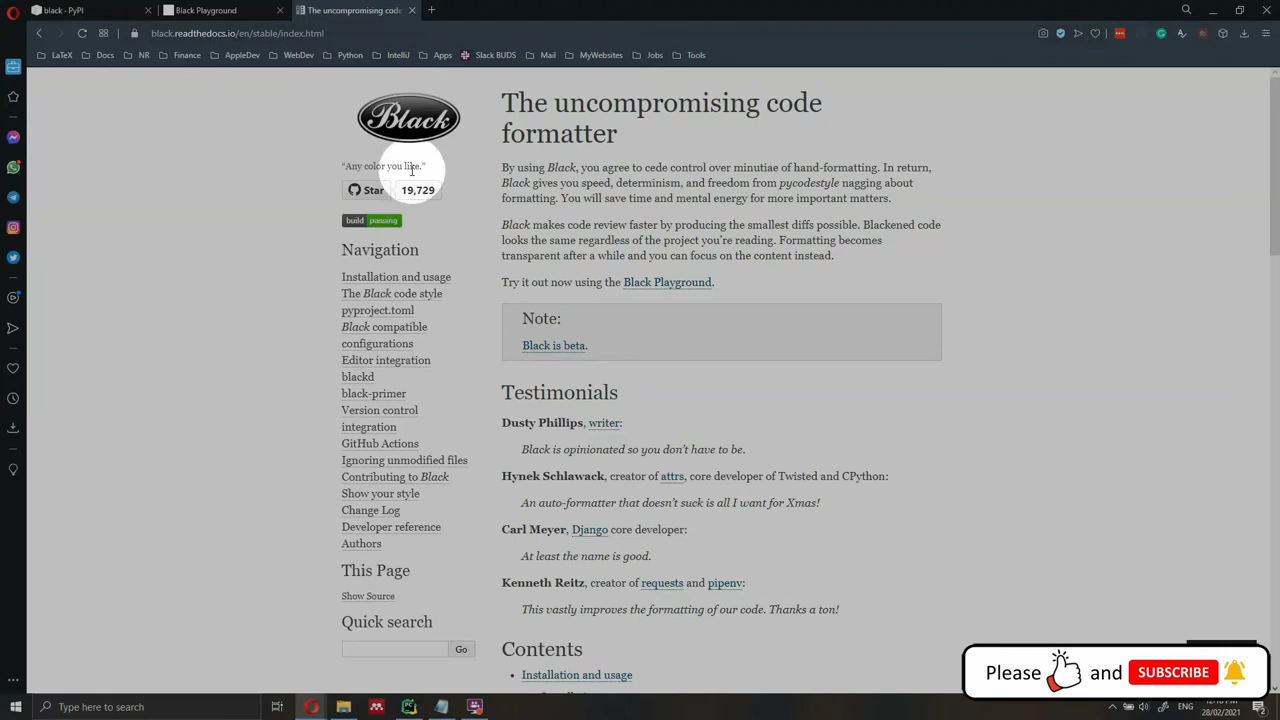 black · PyPI
Black Playground
The uncompromising code
black.readthedocs.io/en/stable/index.html
LaTeX
Docs
NR
Finance
AppleDev
WebDev
Python
IntelliJ
Apps
Slack BUDS
Mail
MyWebsites
Jobs
Tools
Black
“Any color you like.”
Star 19,729
build passing
Navigation
Installation and usage
The Black code style
pyproject.toml
Black compatible
configurations
Editor integration
blackd
black-primer
Version control
integration
GitHub Actions
Ignoring unmodified files
Contributing to Black
Show your style
Change Log
Developer reference
Authors
This Page
Show Source
Quick search
Go
The uncompromising code
formatter
By using Black, you agree to cede control over minutiae of hand-formatting. In return,
Black gives you speed, determinism, and freedom from pycodestyle nagging about
formatting. You will save time and mental energy for more important matters.
Black makes code review faster by producing the smallest diffs possible. Blackened code
looks the same regardless of the project you’re reading. Formatting becomes
transparent after a while and you can focus on the content instead.
Try it out now using the Black Playground.
Note:
Black is beta.
Testimonials
Dusty Phillips, writer:
Black is opinionated so you don’t have to be.
Hynek Schlawack, creator of attrs, core developer of Twisted and CPython:
An auto-formatter that doesn’t suck is all I want for Xmas!
Carl Meyer, Django core developer:
At least the name is good.
Kenneth Reitz, creator of requests and pipenv:
This vastly improves the formatting of our code. Thanks a ton!
Contents
Installation and usage
Please and SUBSCRIBE
Type here to search
28/02/2021
2